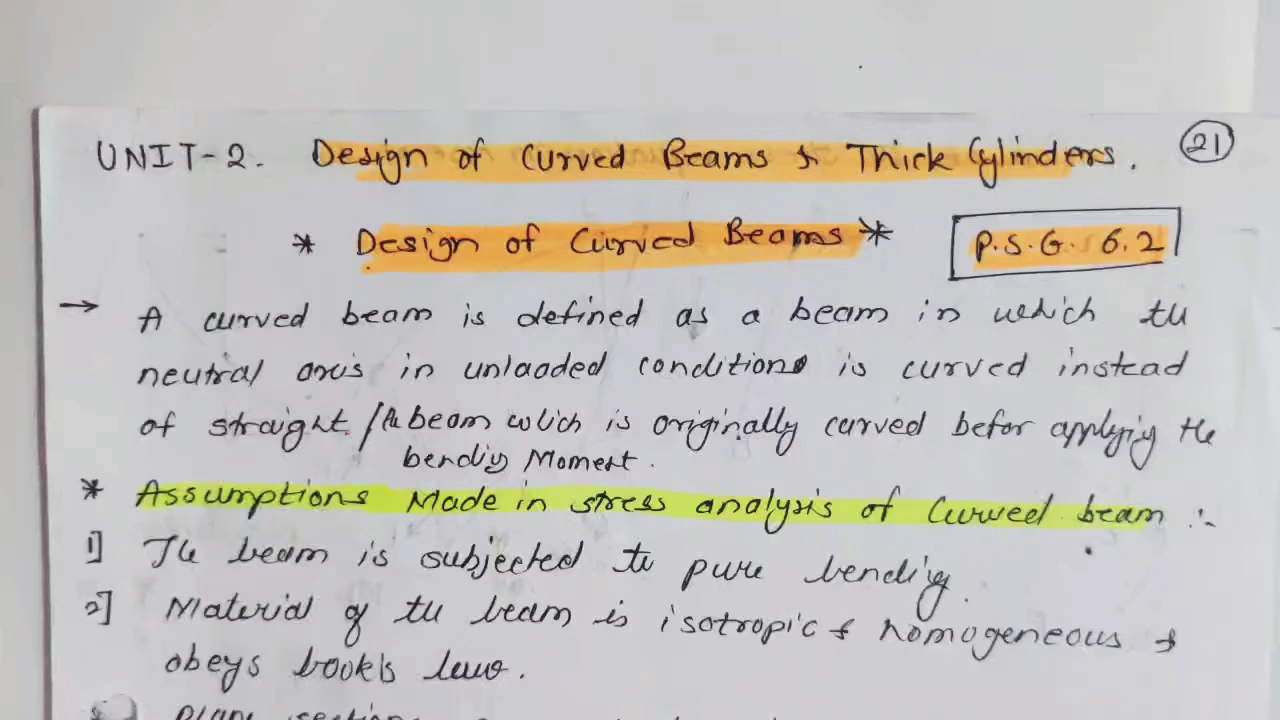 UNIT-2. Design of Curved Beams & Thick Cylinders. 21
* Design of Curved Beams * P.S.G. 6.2
→ A curved beam is defined as a beam in which the
neutral axis in unloaded condition is curved instead
of straight. / A beam which is originally curved befor applying the
bending Moment.
* Assumptions Made in stress analysis of Curved beam :-
1] The beam is subjected to pure bending.
2] Material of the beam is isotropic & homogeneous &
obeys hook's law.
Plane sections